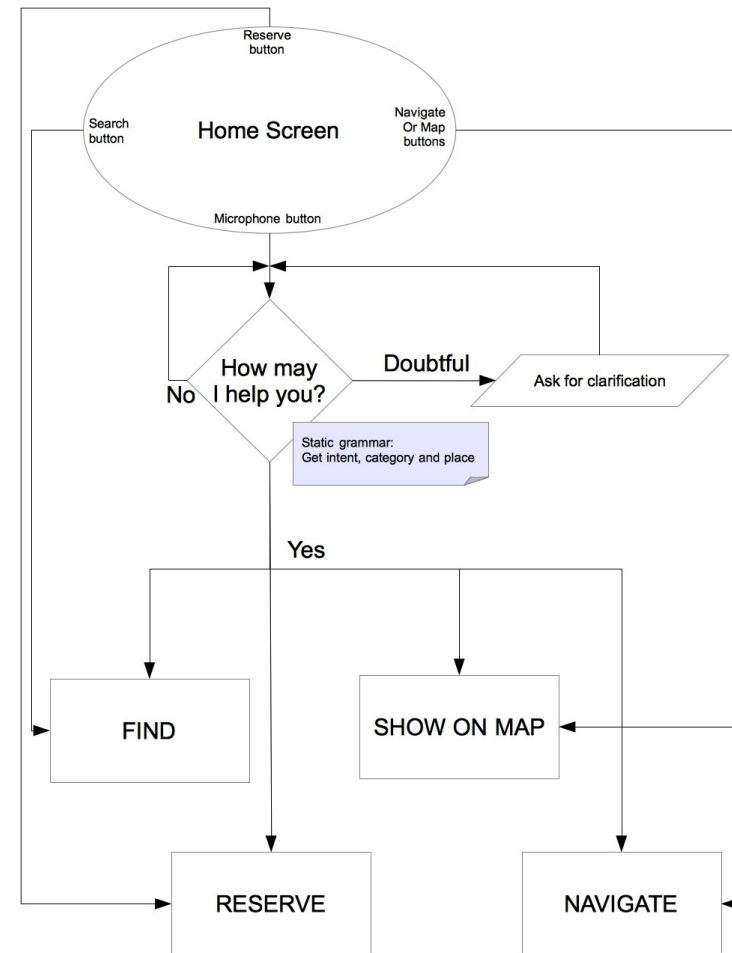 Reserve
button
Search
button
Home Screen
Navigate
Or Map
buttons
Microphone button
How may
I help you?
No
Doubtful
Ask for clarification
Static grammar:
Get intent, category and place
Yes
FIND
SHOW ON MAP
RESERVE
NAVIGATE